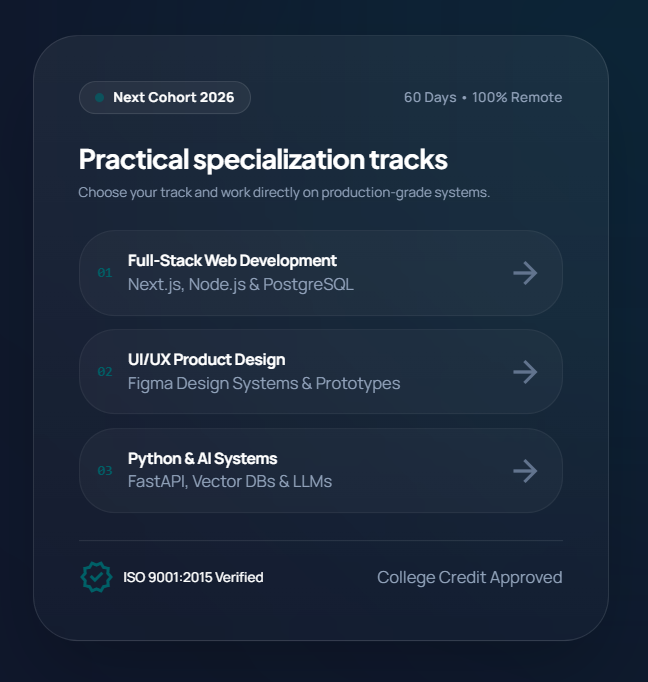 Next Cohort 2026
60 Days • 100% Remote
Practical specialization tracks
Choose your track and work directly on production-grade systems.
01
Full-Stack Web Development
Next.js, Node.js & PostgreSQL
02
UI/UX Product Design
Figma Design Systems & Prototypes
03
Python & AI Systems
FastAPI, Vector DBs & LLMs
ISO 9001:2015 Verified
College Credit Approved